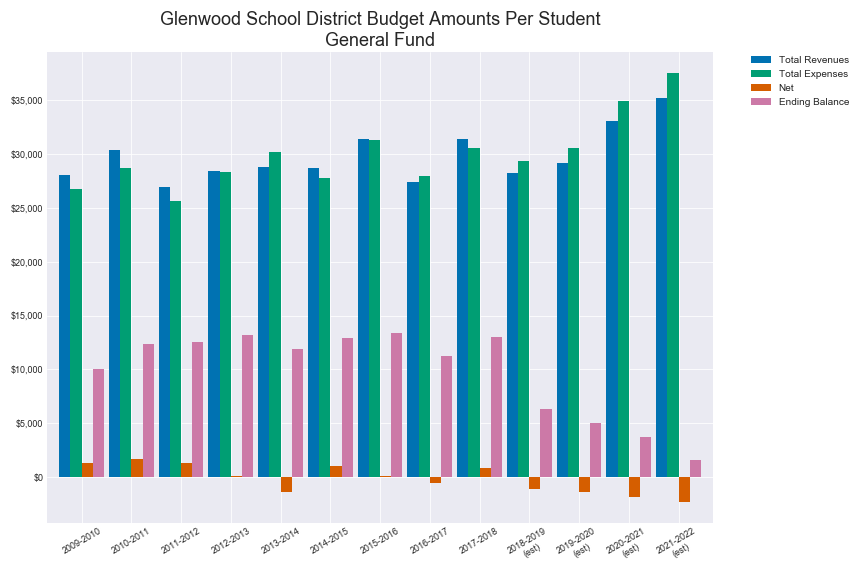 Glenwood School District Budget Amounts Per Student
General Fund
Total Revenues
Total Expenses
Net
Ending Balance
$35,000
$30,000
$25,000
$20,000
$15,000
$10,000
$5,000
$0
2009-2010
2010-2011
2011-2012
2012-2013
2013-2014
2014-2015
2015-2016
2016-2017
2017-2018
2018-2019
(est)
2019-2020
(est)
2020-2021
(est)
2021-2022
(est)